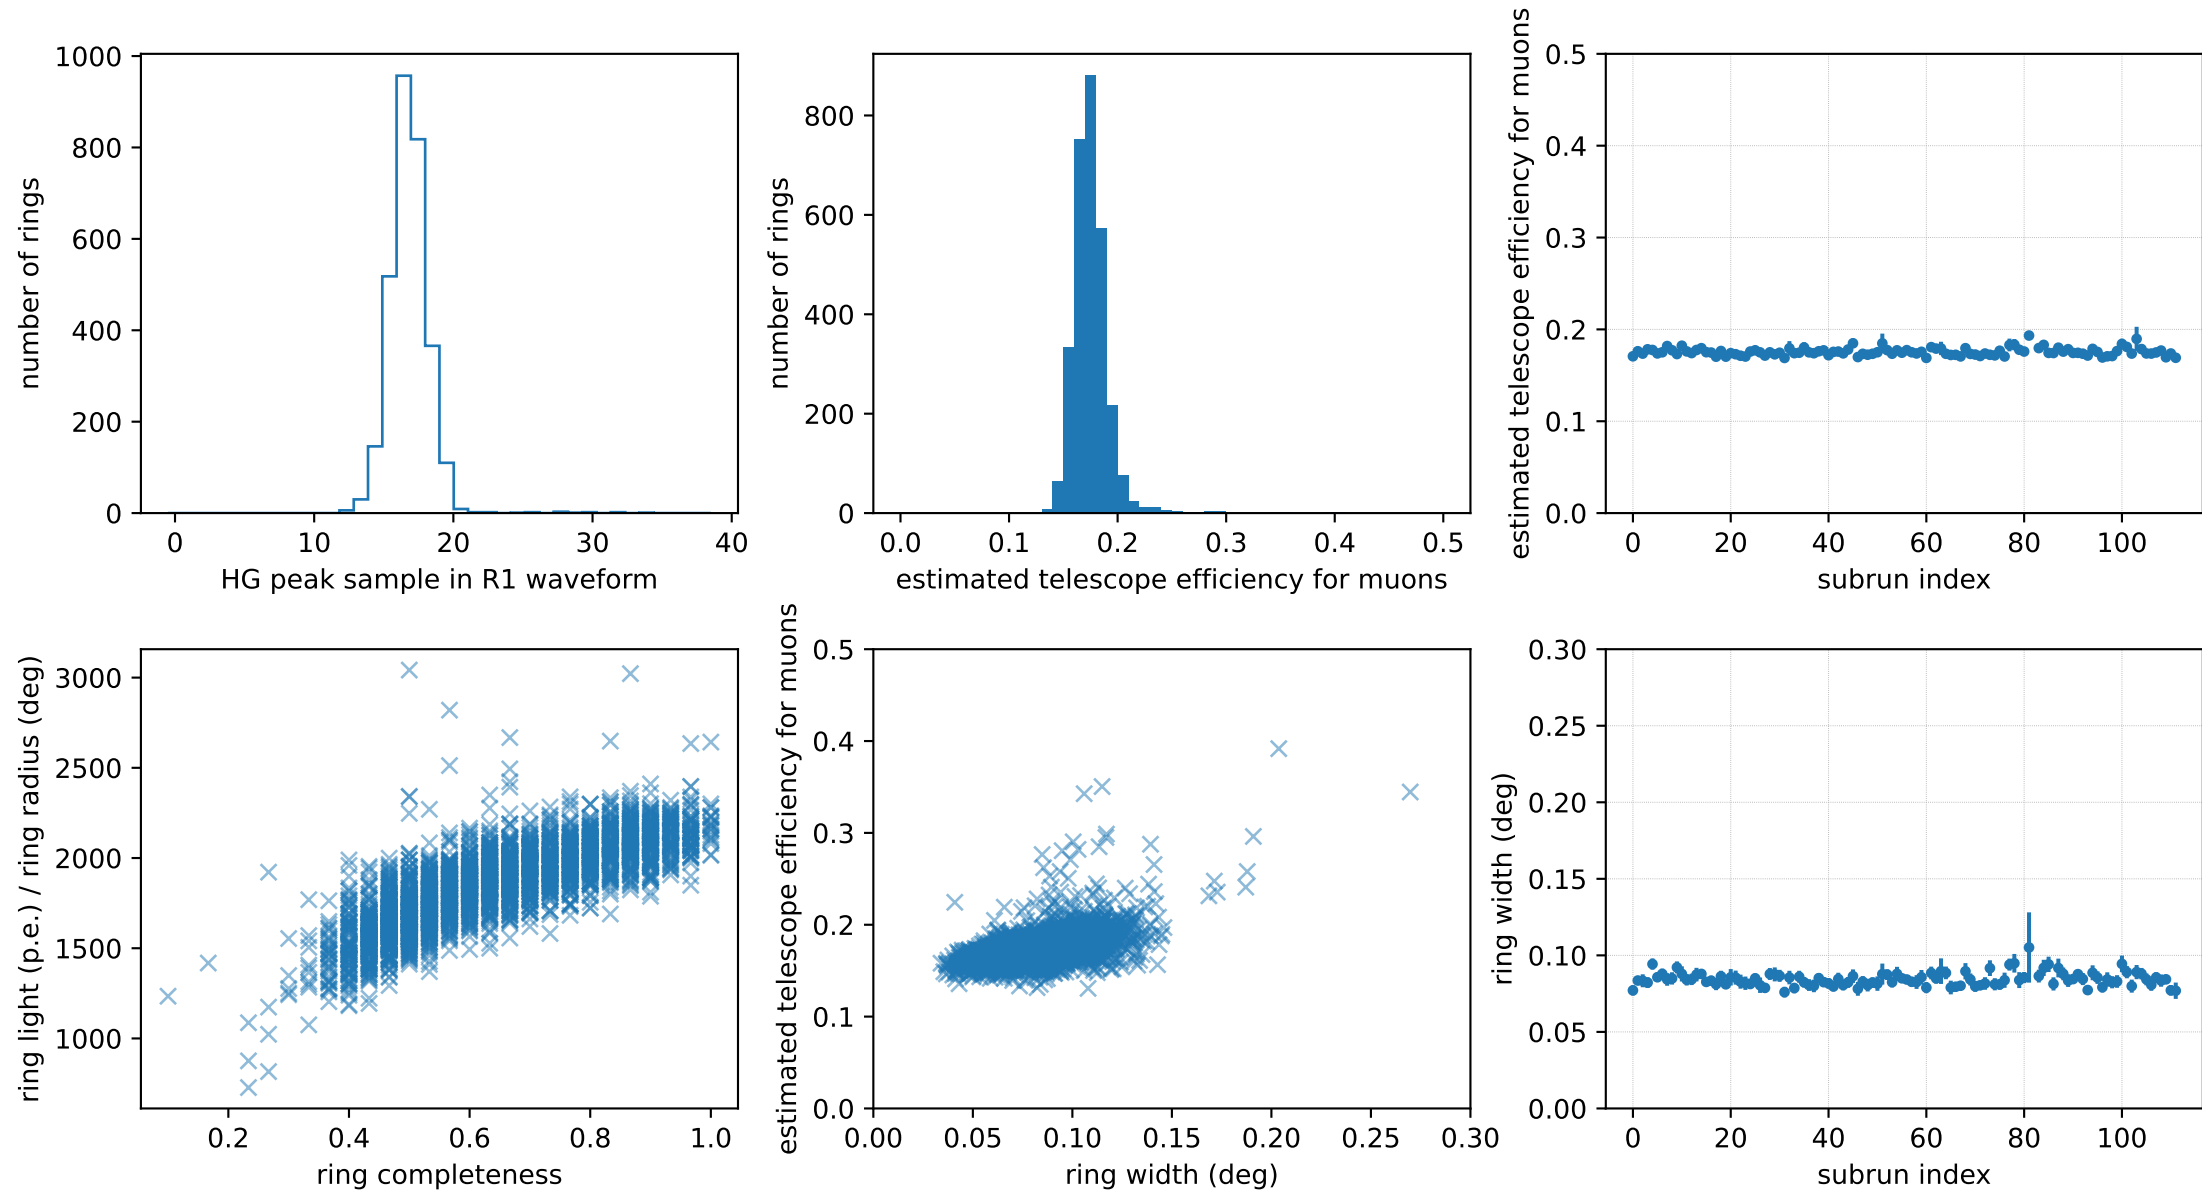 1000
800
600
400
200
0
number of rings
0 10 20 30 40
HG peak sample in R1 waveform
800
600
400
200
0
number of rings
0.0 0.1 0.2 0.3 0.4 0.5
estimated telescope efficiency for muons
0.5
0.4
0.3
0.2
0.1
0.0
estimated telescope efficiency for muons
0 20 40 60 80 100
subrun index
3000
2500
2000
1500
1000
ring light (p.e.) / ring radius (deg)
0.2 0.4 0.6 0.8 1.0
ring completeness
0.5
0.4
0.3
0.2
0.1
0.0
estimated telescope efficiency for muons
0.00 0.05 0.10 0.15 0.20 0.25 0.30
ring width (deg)
0.30
0.25
0.20
0.15
0.10
0.05
0.00
ring width (deg)
0 20 40 60 80 100
subrun index